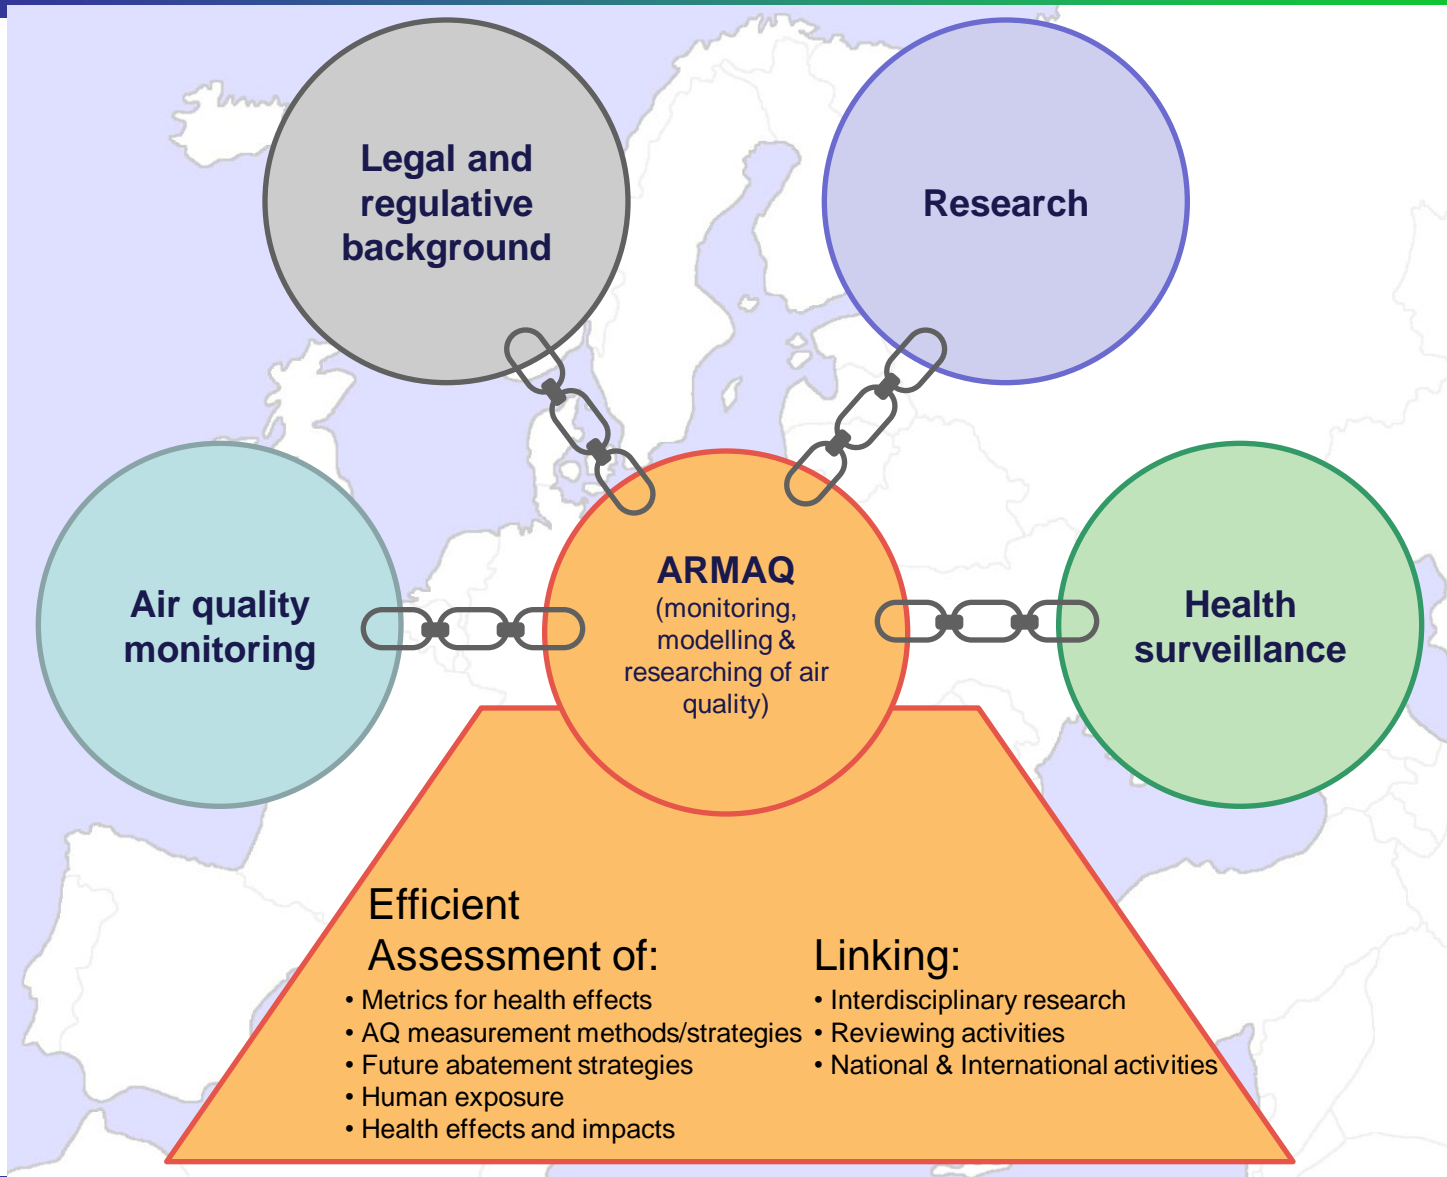 Legal and
regulative
background
Research
Air quality
monitoring
ARMAQ
(monitoring,
modelling &
researching of air
quality)
Health
surveillance
Efficient
Assessment of:
• Metrics for health effects
• AQ measurement methods/strategies
• Future abatement strategies
• Human exposure
• Health effects and impacts
Linking:
• Interdisciplinary research
• Reviewing activities
• National & International activities